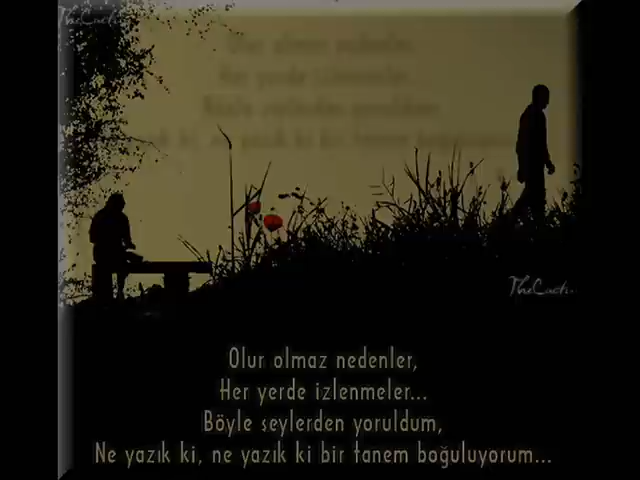 Olur olmaz nedenler,
Her yerde izlenmeler...
Böyle seylerden yoruldum,
Ne yazık ki, ne yazık ki bir tanem boğuluyorum...